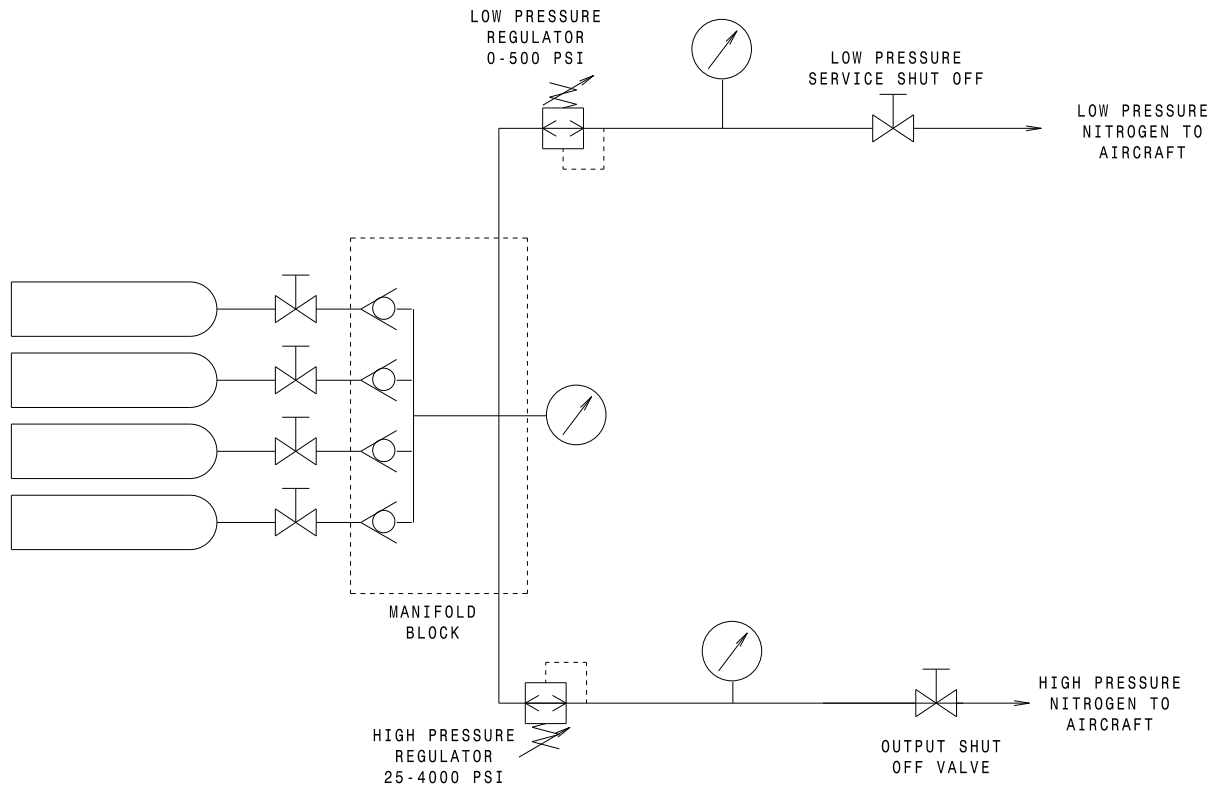 LOW PRESSURE
REGULATOR
0-500 PSI
LOW PRESSURE
SERVICE SHUT OFF
LOW PRESSURE
NITROGEN TO
AIRCRAFT
MANIFOLD
BLOCK
HIGH PRESSURE
REGULATOR
25-4000 PSI
HIGH PRESSURE
NITROGEN TO
AIRCRAFT
OUTPUT SHUT
OFF VALVE